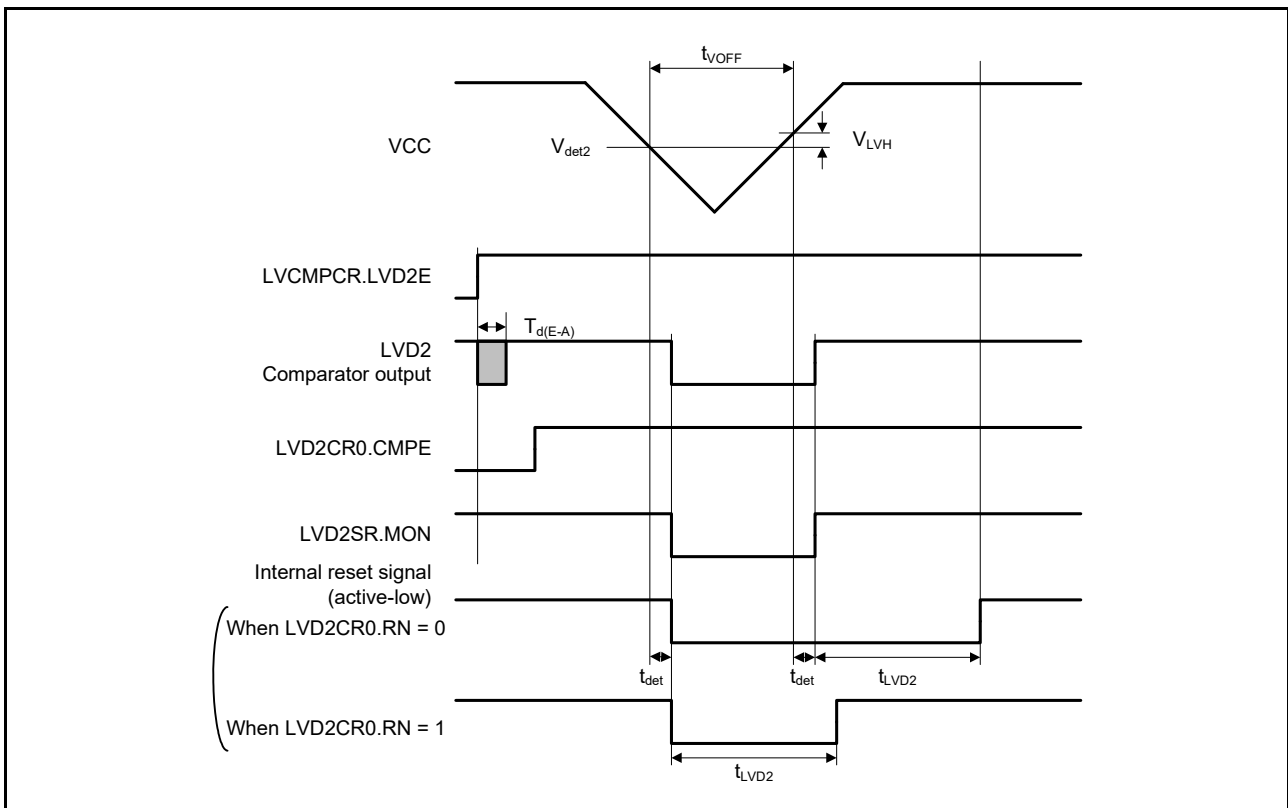 tVOFF
VCC
Vdet2
VLVH
LVCMPCR.LVD2E
Td(E-A)
LVD2
Comparator output
LVD2CR0.CMPE
LVD2SR.MON
Internal reset signal
(active-low)
When LVD2CR0.RN = 0
tdet
tdet
tLVD2
When LVD2CR0.RN = 1
tLVD2